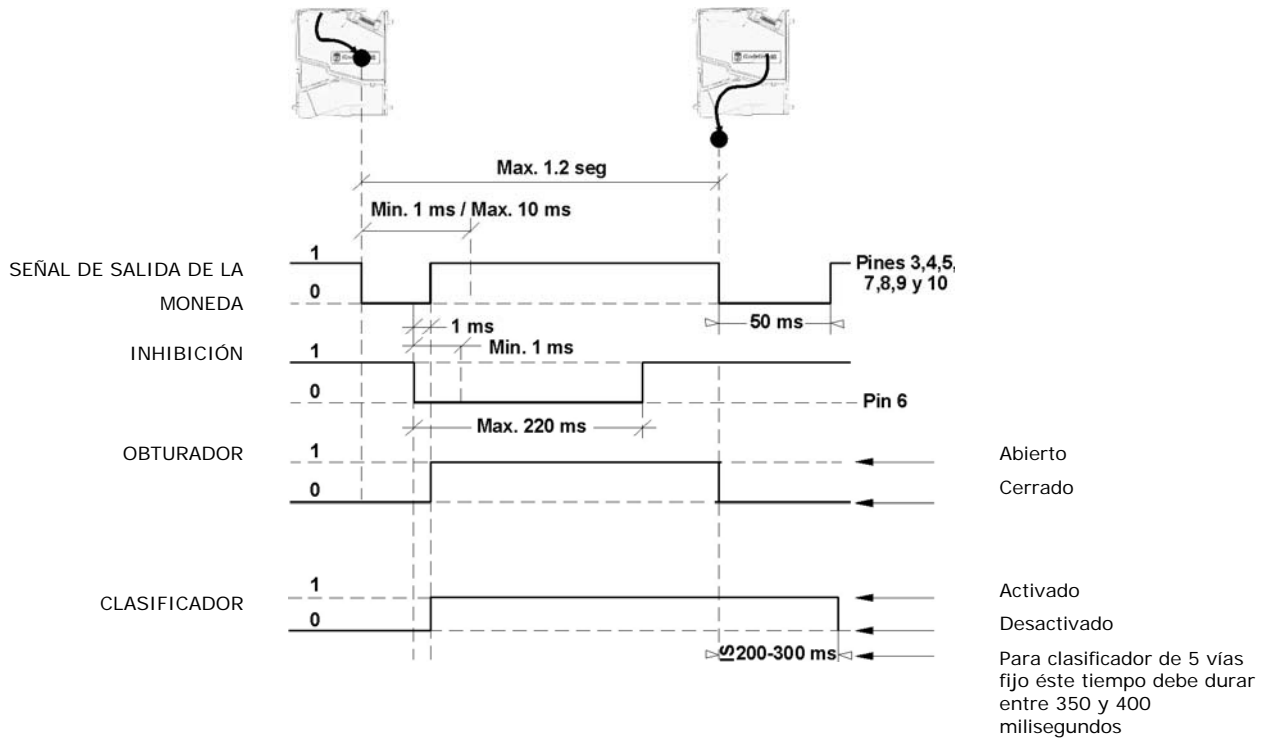 Max. 1.2 seg
Min. 1 ms / Max. 10 ms
SEÑAL DE SALIDA DE LA
MONEDA
1
0
Pines 3,4,5,
7,8,9 y 10
50 ms
1 ms
INHIBICIÓN
1
0
Min. 1 ms
Pin 6
Max. 220 ms
OBTURADOR
1
0
Abierto
Cerrado
CLASIFICADOR
1
0
Activado
Desactivado
200-300 ms
Para clasificador de 5 vías
fijo éste tiempo debe durar
entre 350 y 400
milisegundos